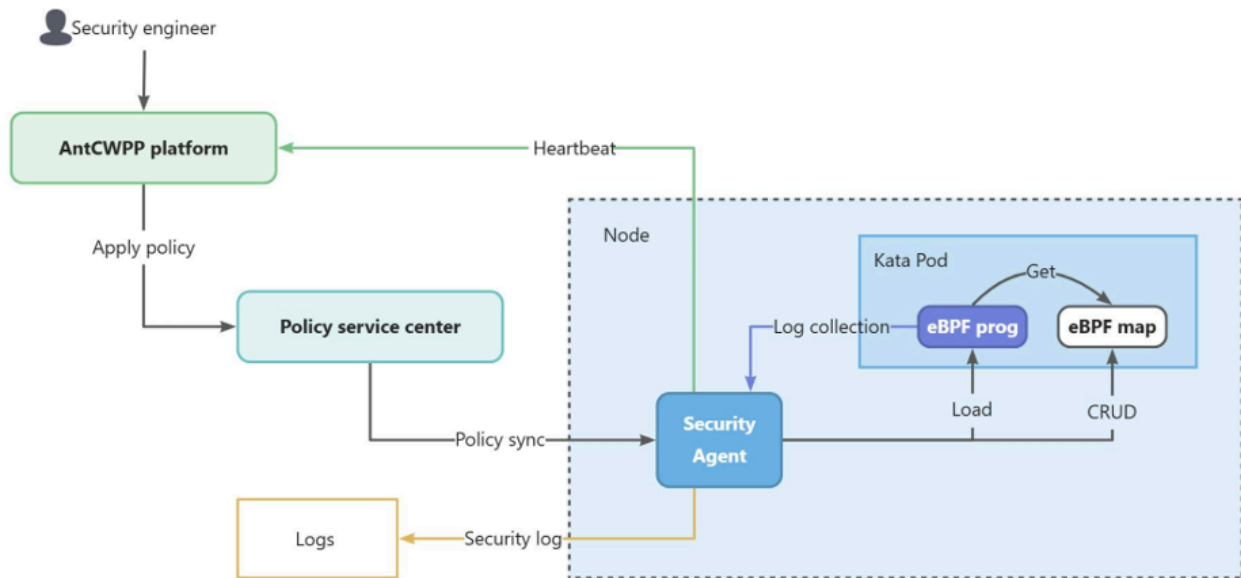 Security engineer
AntCWPP platform
Heartbeat
Apply policy
Node
Kata Pod
Get
Policy service center
Log collection
eBPF prog
eBPF map
Load
CRUD
Security
Agent
Policy sync
Logs
Security log